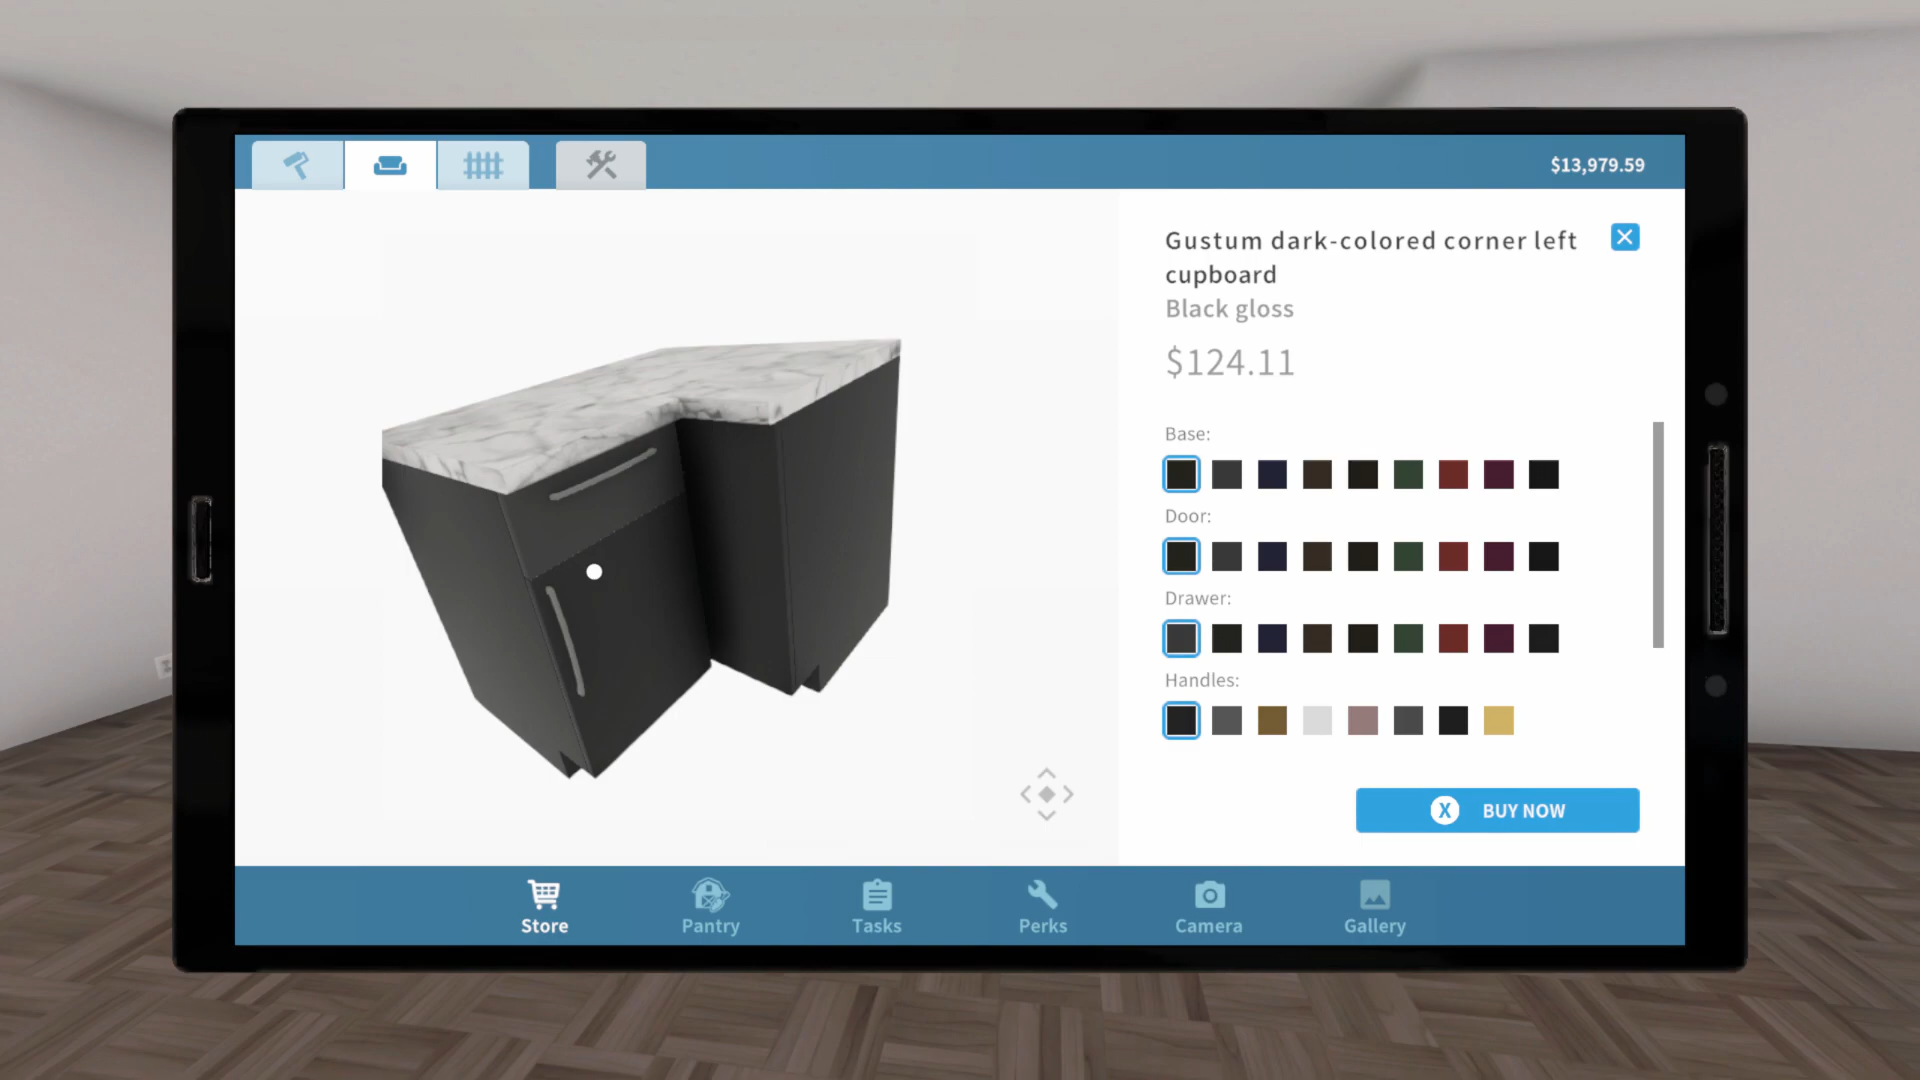 $13,979.59
Gustum dark-colored corner left
cupboard
Black gloss
$124.11
Base:
Door:
Drawer:
Handles:
X BUY NOW
Store
Pantry
Tasks
Perks
Camera
Gallery